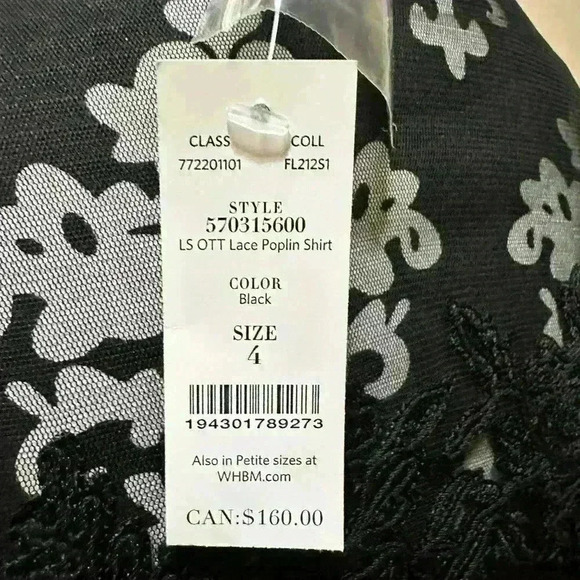 CLASS COLL
772201101 FL212S1
STYLE
570315600
LS OTT Lace Poplin Shirt
COLOR
Black
SIZE
4
194301789273
Also in Petite sizes at
WHBM.com
CAN:$160.00